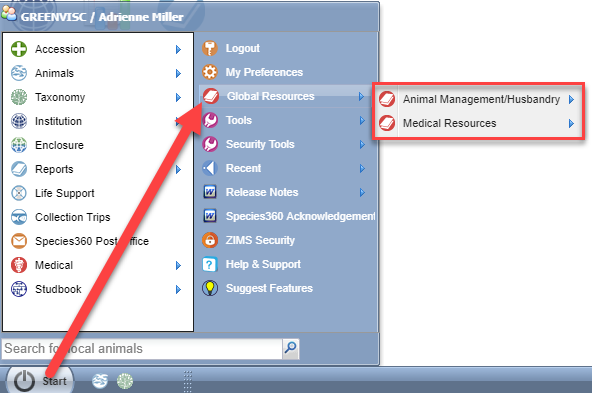 GREENVISC / Adrienne Miller
Accession
Animals
Taxonomy
Institution
Enclosure
Reports
Life Support
Collection Trips
Species360 Post Office
Medical
Studbook
Logout
My Preferences
Global Resources
Tools
Security Tools
Recent
Release Notes
Species360 Acknowledgement
ZIMS Security
Help & Support
Suggest Features
Animal Management/Husbandry
Medical Resources
Search for local animals
Start